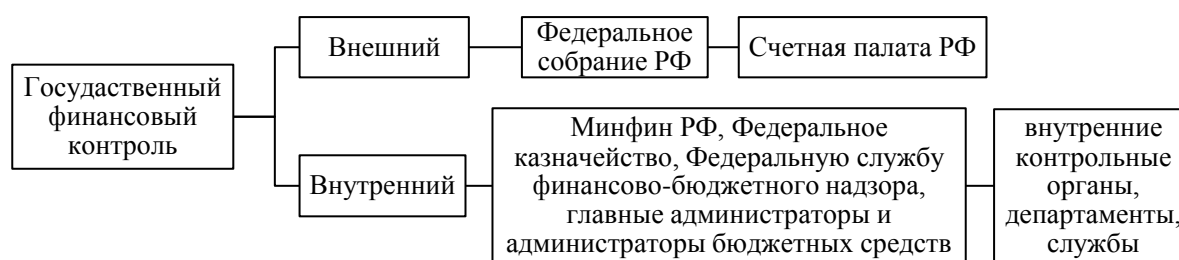 Госудаственный
финансовый
контроль
Внешний
Федеральное
собрание РФ
Счетная палата РФ
Внутренний
Минфин РФ, Федеральное
казначейство, Федеральную службу
финансово-бюджетного надзора,
главные администраторы и
администраторы бюджетных средств
внутренние
контрольные
органы,
департаменты,
службы